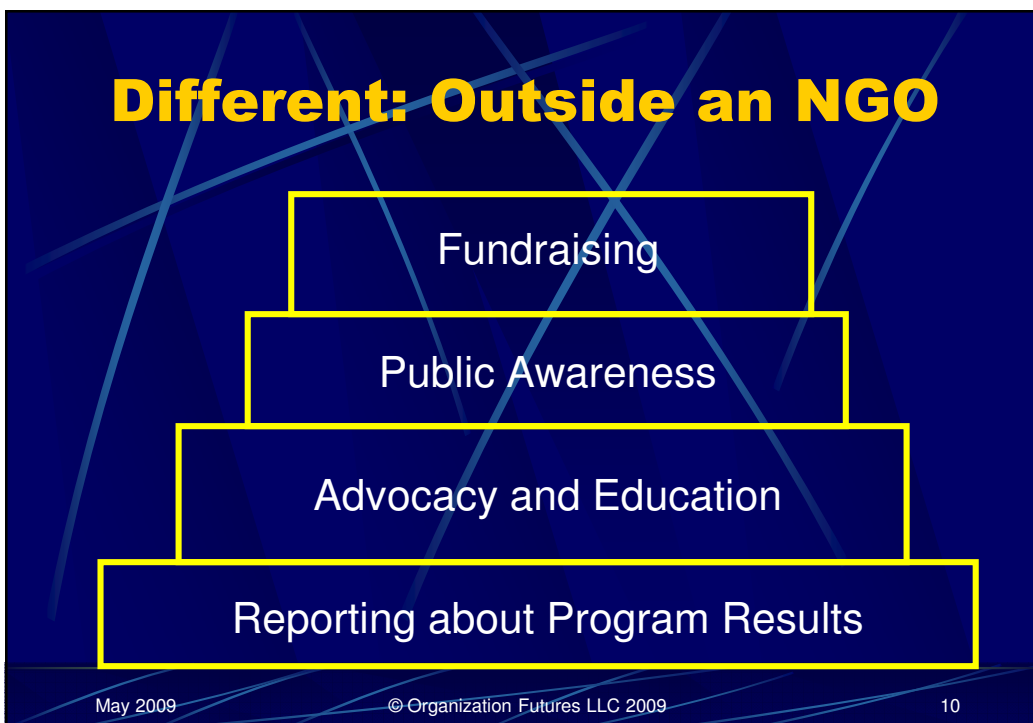 Different: Outside an NGO
Fundraising
Public Awareness
Advocacy and Education
Reporting about Program Results
May 2009 © Organization Futures LLC 2009 10